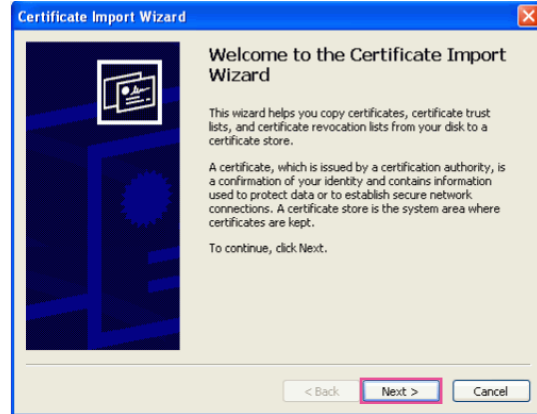 Certificate Import Wizard
Welcome to the Certificate Import
Wizard
This wizard helps you copy certificates, certificate trust
lists, and certificate revocation lists from your disk to a
certificate store.
A certificate, which is issued by a certification authority, is
a confirmation of your identity and contains information
used to protect data or to establish secure network
connections. A certificate store is the system area where
certificates are kept.
To continue, click Next.
< Back Next > Cancel